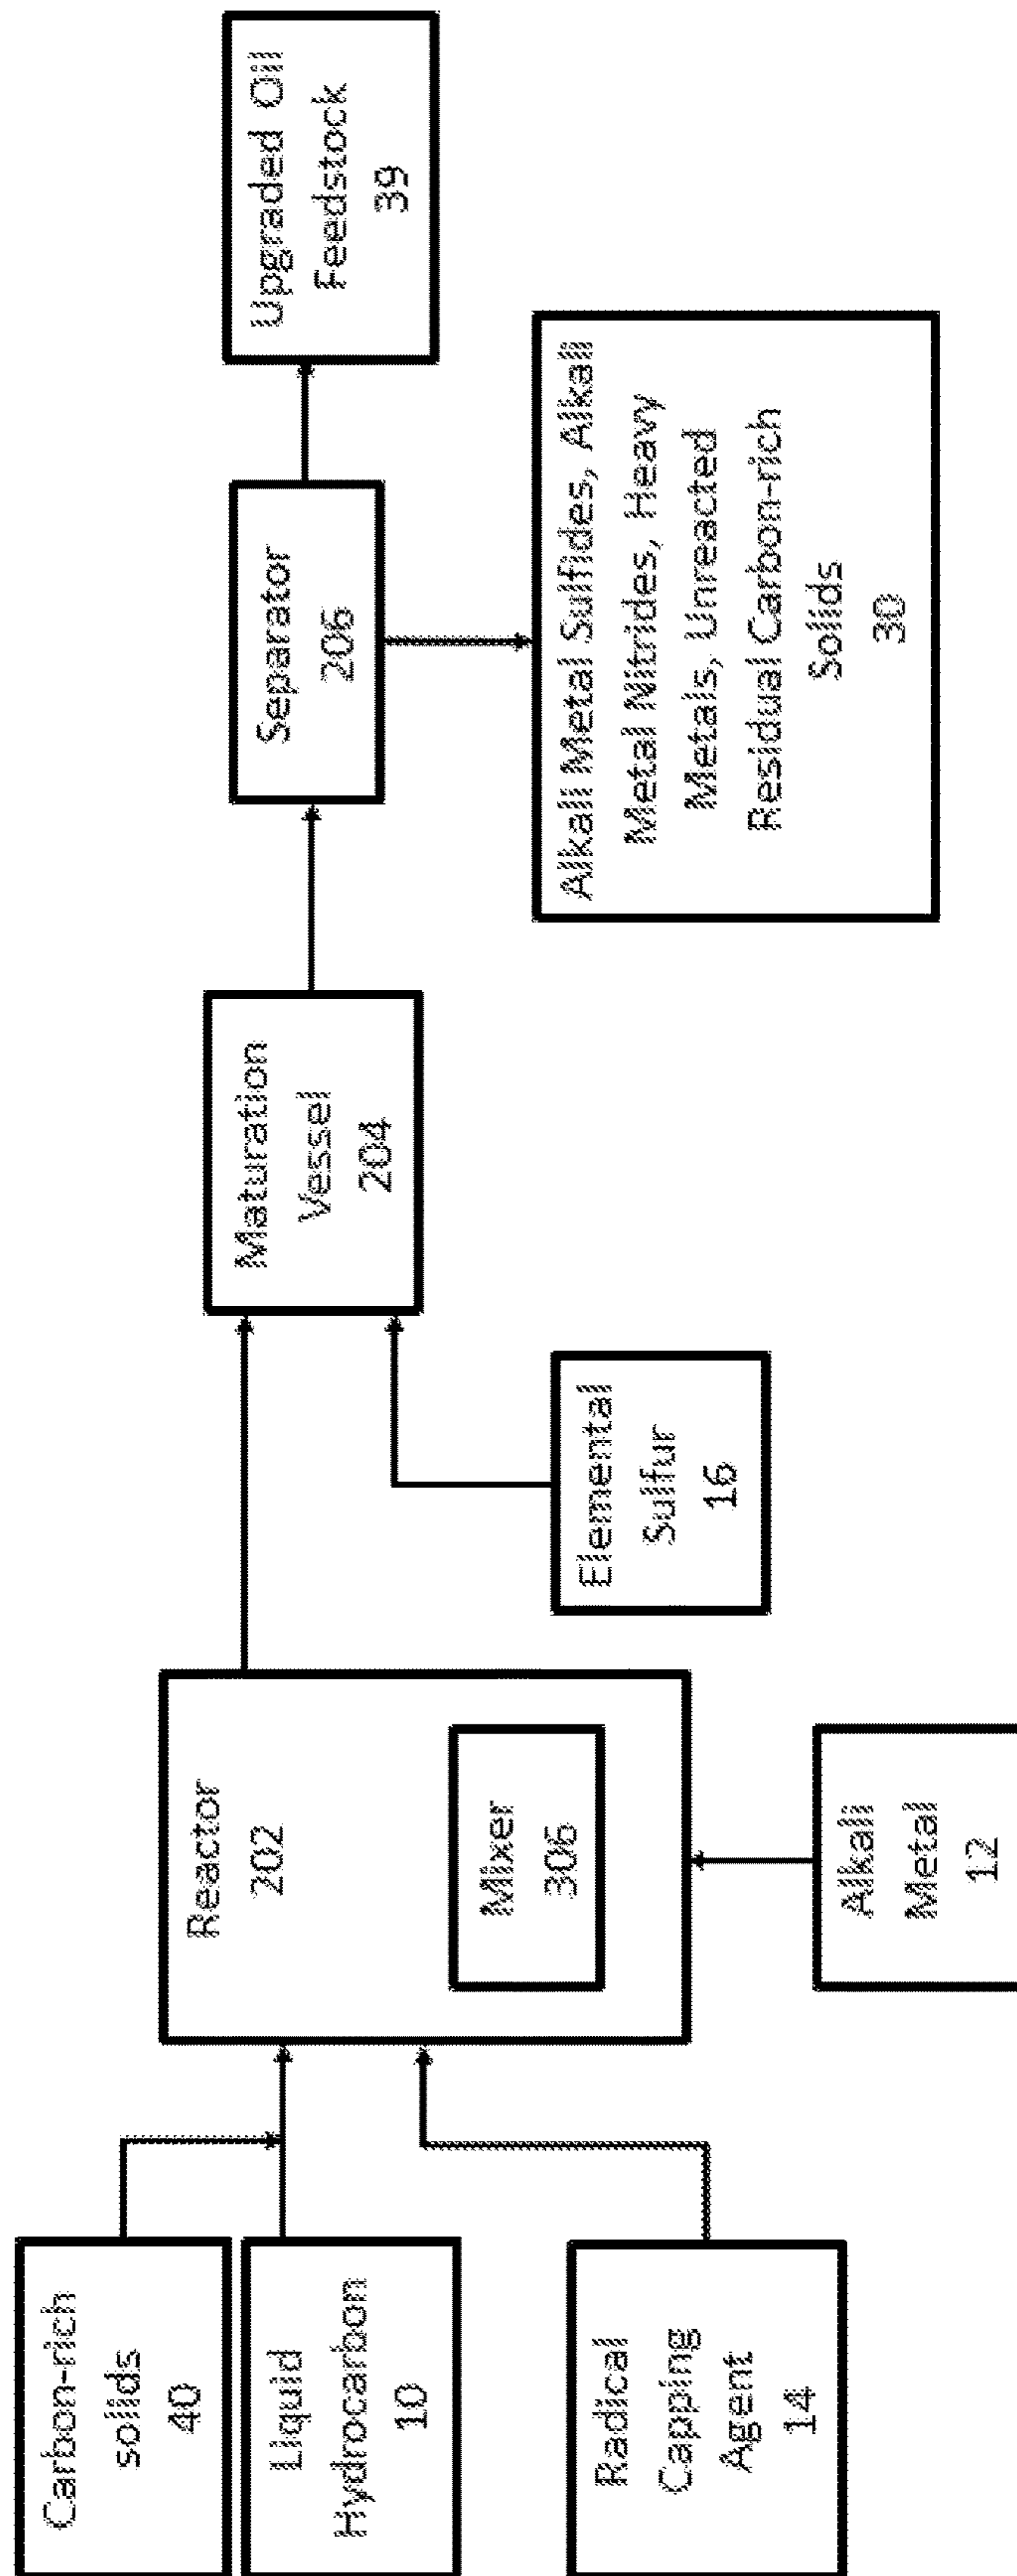 Carbon-rich
solids
40
Liquid
Hydrocarbon
10
Radical
Capping
Agent
14
Reactor
202
Mixer
306
Alkali
Metal
12
Elemental
Sulfur
16
Maturation
Vessel
204
Separator
206
Upgraded Oil
Feedstock
39
Alkali Metal Sulfides, Alkali
Metal Nitrides, Heavy
Metals, Unreacted
Residual Carbon-rich
Solids
30